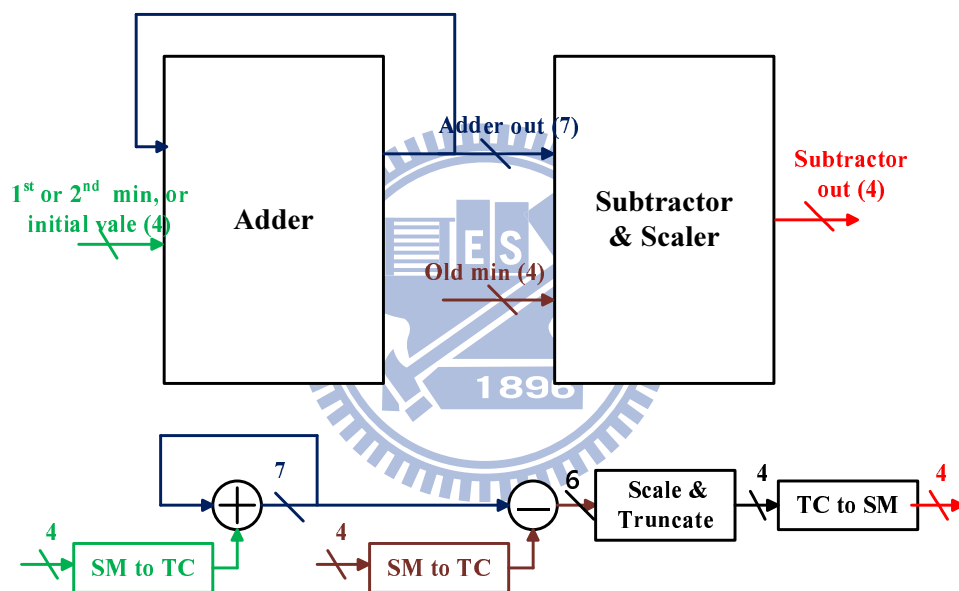 Adder out (7)
1st or 2nd min, or
initial vale (4)
Adder
Subtractor
& Scaler
Subtractor
out (4)
E S
Old min (4)
1896
7
6
4
4
4
4
Scale &
Truncate
TC to SM
SM to TC
SM to TC